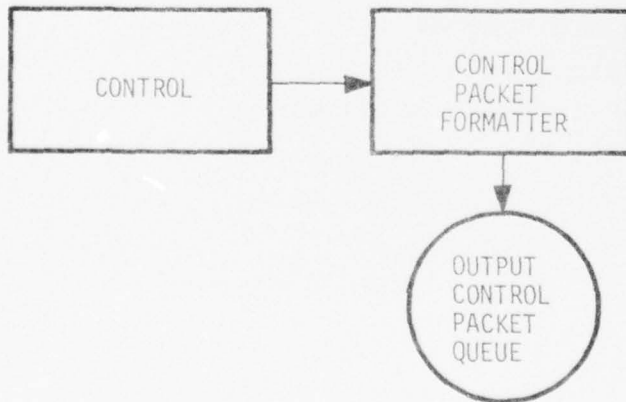 CONTROL
CONTROL
PACKET
FORMATTER
OUTPUT
CONTROL
PACKET
QUEUE